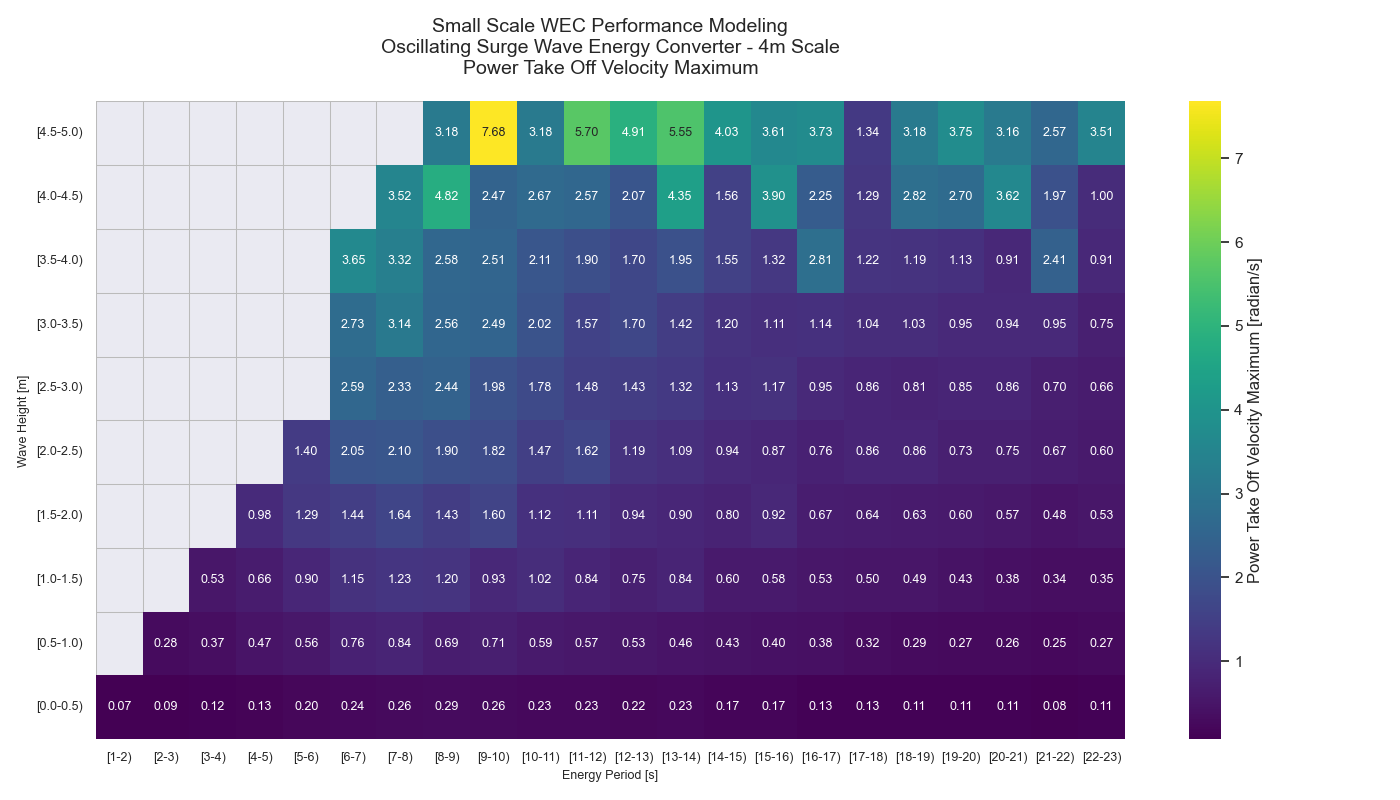 Small Scale WEC Performance Modeling
Oscillating Surge Wave Energy Converter - 4m Scale
Power Take Off Velocity Maximum
[4.5-5.0) 3.18 7.68 3.18 5.70 4.91 5.55 4.03 3.61 3.73 1.34 3.18 3.75 3.16 2.57 3.51
[4.0-4.5) 3.52 4.82 2.47 2.67 2.57 2.07 4.35 1.56 3.90 2.25 1.29 2.82 2.70 3.62 1.97 1.00
[3.5-4.0) 3.65 3.32 2.58 2.51 2.11 1.90 1.70 1.95 1.55 1.32 2.81 1.22 1.19 1.13 0.91 2.41 0.91
[3.0-3.5) 2.73 3.14 2.56 2.49 2.02 1.57 1.70 1.42 1.20 1.11 1.14 1.04 1.03 0.95 0.94 0.95 0.75
[2.5-3.0) 2.59 2.33 2.44 1.98 1.78 1.48 1.43 1.32 1.13 1.17 0.95 0.86 0.81 0.85 0.86 0.70 0.66
[2.0-2.5) 1.40 2.05 2.10 1.90 1.82 1.47 1.62 1.19 1.09 0.94 0.87 0.76 0.86 0.86 0.73 0.75 0.67 0.60
[1.5-2.0) 0.98 1.29 1.44 1.64 1.43 1.60 1.12 1.11 0.94 0.90 0.80 0.92 0.67 0.64 0.63 0.60 0.57 0.48 0.53
[1.0-1.5) 0.53 0.66 0.90 1.15 1.23 1.20 0.93 1.02 0.84 0.75 0.84 0.60 0.58 0.53 0.50 0.49 0.43 0.38 0.34 0.35
[0.5-1.0) 0.28 0.37 0.47 0.56 0.76 0.84 0.69 0.71 0.59 0.57 0.53 0.46 0.43 0.40 0.38 0.32 0.29 0.27 0.26 0.25 0.27
[0.0-0.5) 0.07 0.09 0.12 0.13 0.20 0.24 0.26 0.29 0.26 0.23 0.23 0.22 0.23 0.17 0.17 0.13 0.13 0.11 0.11 0.11 0.08 0.11
[1-2) [2-3) [3-4) [4-5) [5-6) [6-7) [7-8) [8-9) [9-10) [10-11) [11-12) [12-13) [13-14) [14-15) [15-16) [16-17) [17-18) [18-19) [19-20) [20-21) [21-22) [22-23)
Energy Period [s]
Wave Height [m]
7
6
5
4
3
2
1
Power Take Off Velocity Maximum [radian/s]